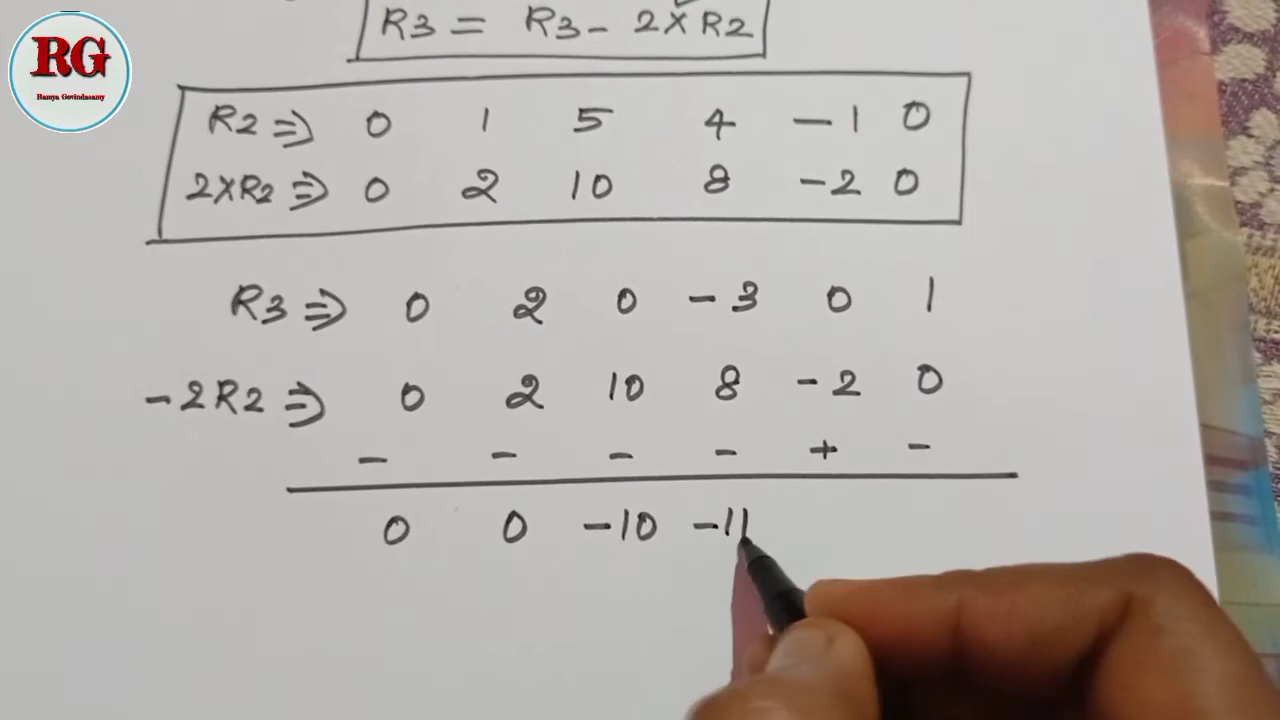 RG
Ramya Govindasamy
R3 = R3 - 2×R2
R2 ⇒ 0 1 5 4 -1 0
2×R2 ⇒ 0 2 10 8 -2 0
R3 ⇒ 0 2 0 -3 0 1
-2R2 ⇒ 0 2 10 8 -2 0
- - - - + -
0 0 -10 -11